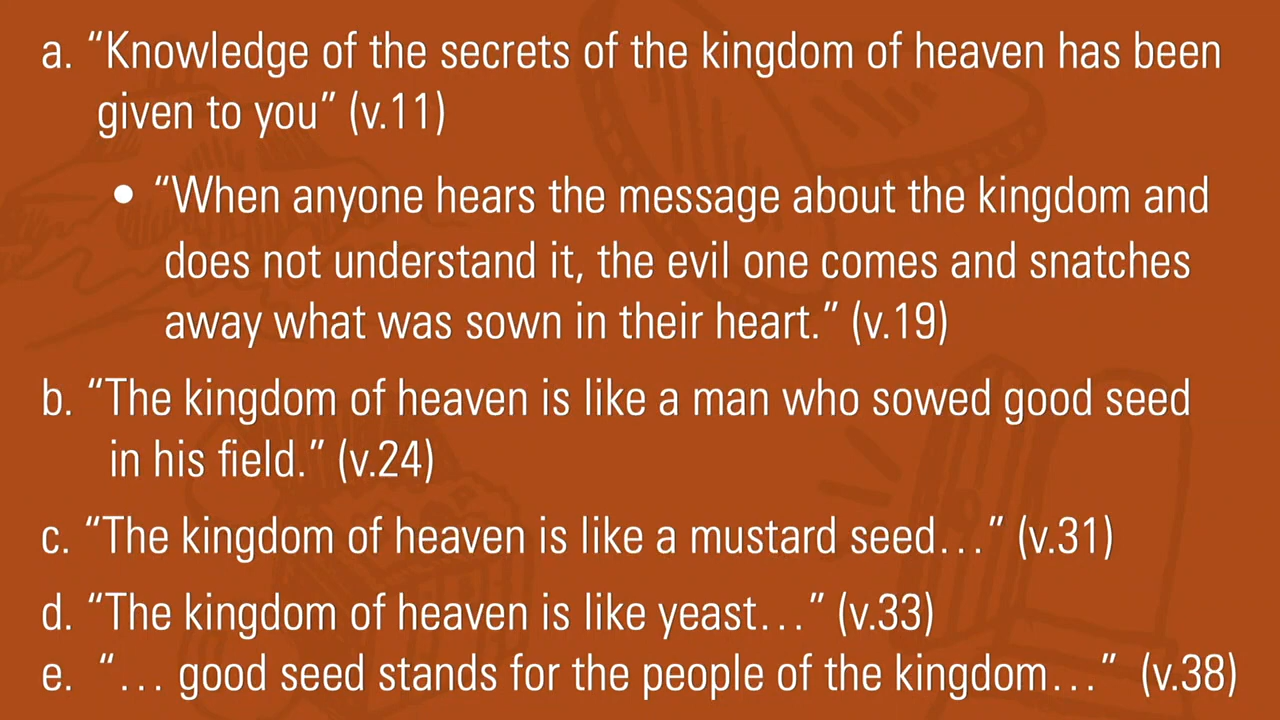 a. “Knowledge of the secrets of the kingdom of heaven has been
given to you” (v.11)
• “When anyone hears the message about the kingdom and
does not understand it, the evil one comes and snatches
away what was sown in their heart.” (v.19)
b. “The kingdom of heaven is like a man who sowed good seed
in his field.” (v.24)
c. “The kingdom of heaven is like a mustard seed…” (v.31)
d. “The kingdom of heaven is like yeast…” (v.33)
e. “… good seed stands for the people of the kingdom…” (v.38)